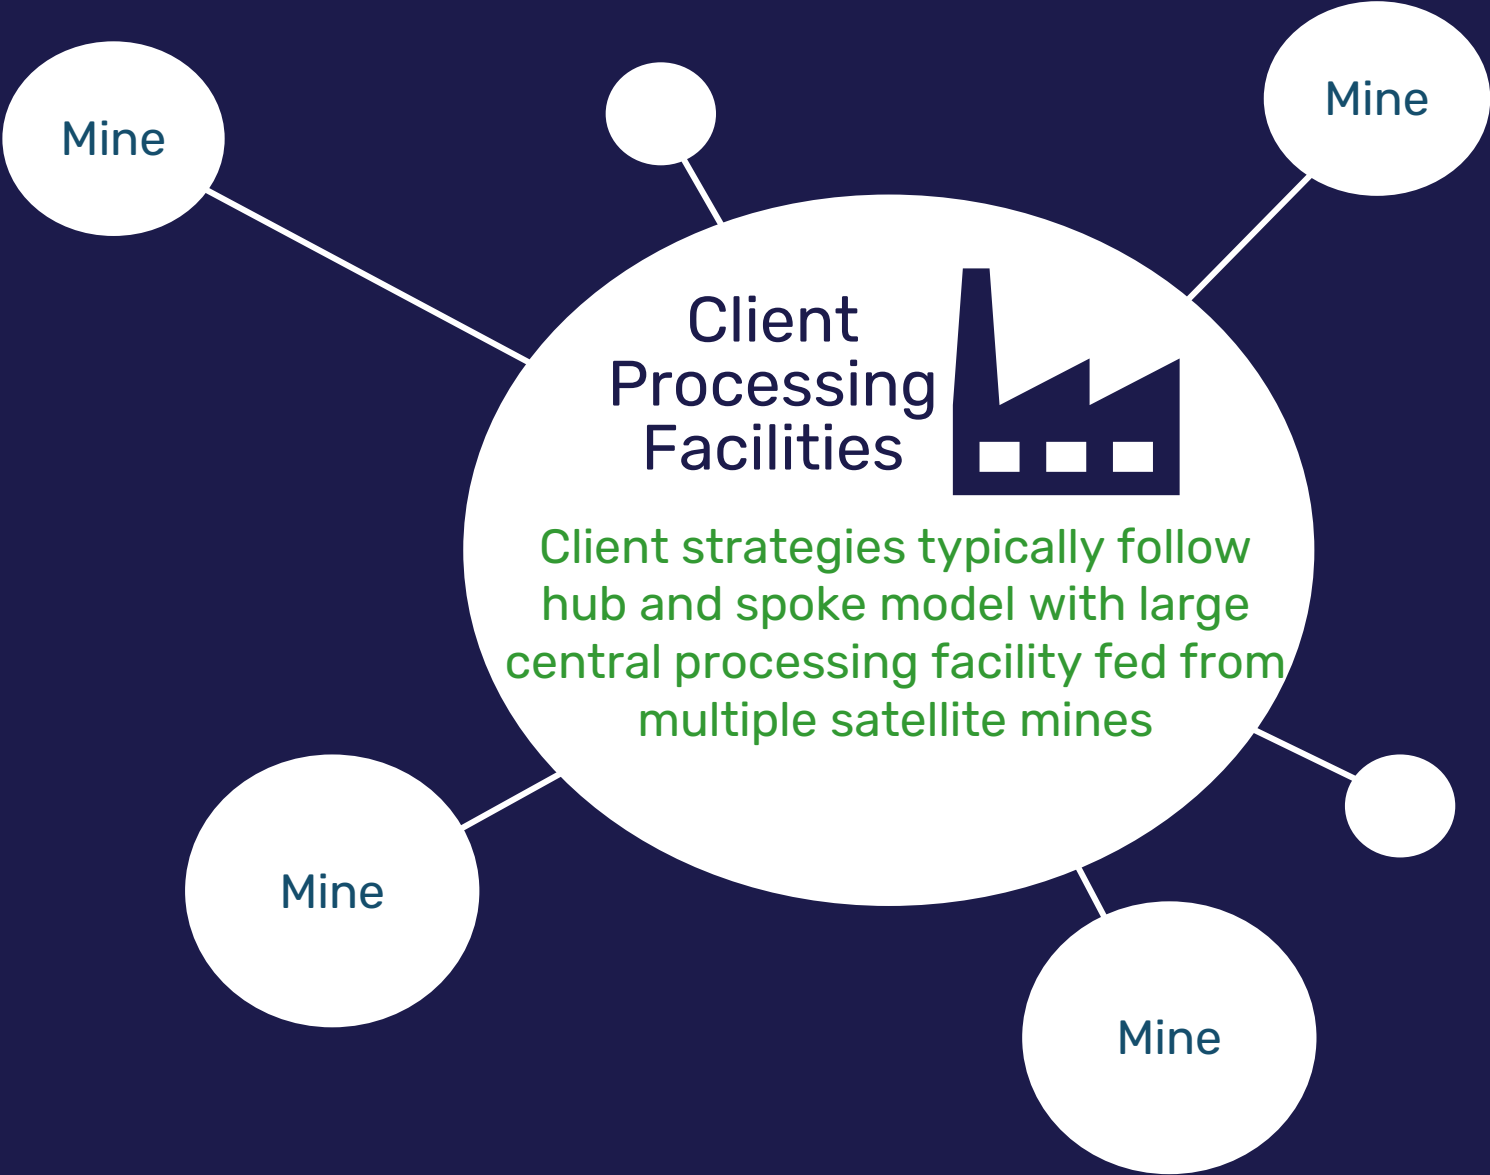 Mine
Mine
Client
Processing
Facilities
Client strategies typically follow
hub and spoke model with large
central processing facility fed from
multiple satellite mines
Mine
Mine